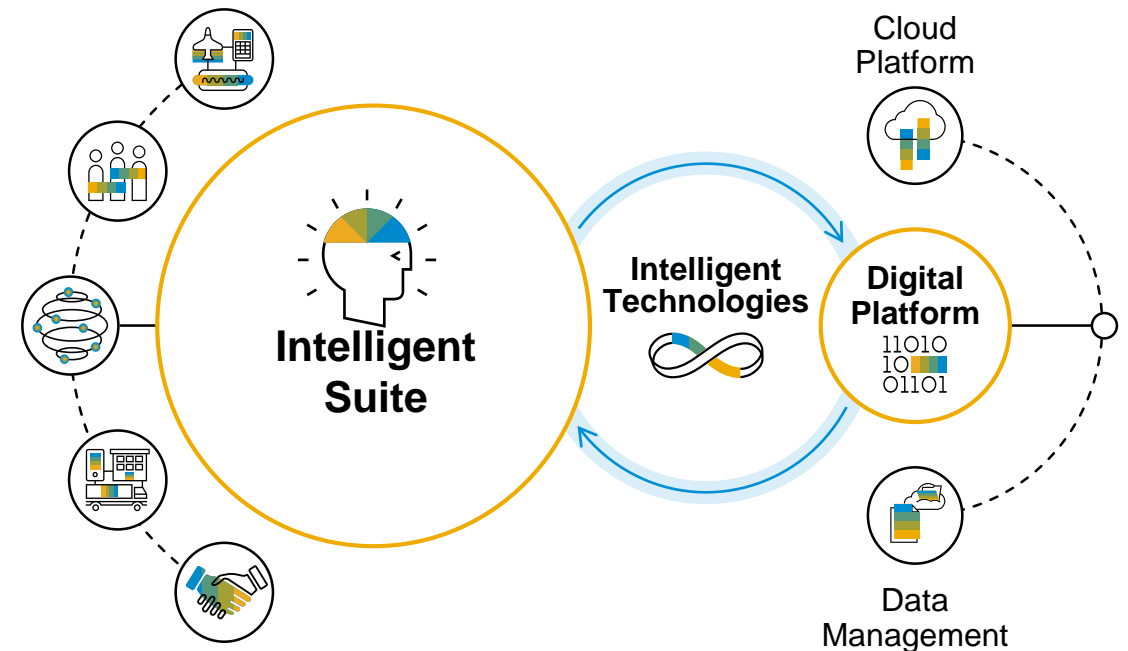 Cloud
Platform
Intelligent
Suite
Intelligent
Technologies
Digital
Platform
11010
10
01101
Data
Management